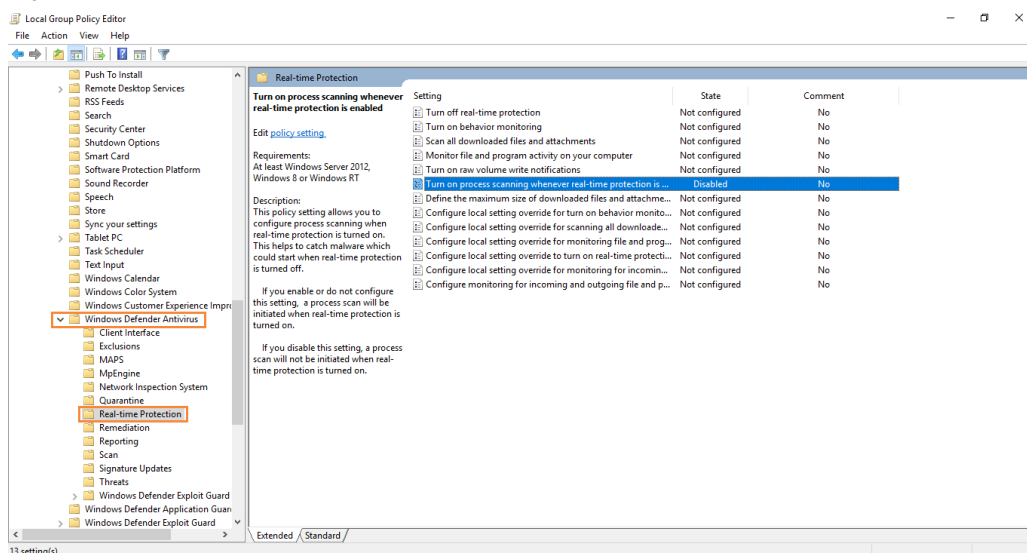 Local Group Policy Editor
File Action View Help
Push To Install
Remote Desktop Services
RSS Feeds
Search
Security Center
Shutdown Options
Smart Card
Software Protection Platform
Sound Recorder
Speech
Store
Sync your settings
Tablet PC
Task Scheduler
Text Input
Windows Calendar
Windows Color System
Windows Customer Experience Impr
Windows Defender Antivirus
Client Interface
Exclusions
MAPS
MpEngine
Network Inspection System
Quarantine
Real-time Protection
Remediation
Reporting
Scan
Signature Updates
Threats
Windows Defender Exploit Guard
Windows Defender Application Guar
Windows Defender Exploit Guard
Real-time Protection
Turn on process scanning whenever
real-time protection is enabled
Edit policy setting
Requirements:
At least Windows Server 2012,
Windows 8 or Windows RT
Description:
This policy setting allows you to
configure process scanning when
real-time protection is turned on.
This helps to catch malware which
could start when real-time protection
is turned off.
If you enable or do not configure
this setting, a process scan will be
initiated when real-time protection is
turned on.
If you disable this setting, a process
scan will not be initiated when real-
time protection is turned on.
Setting State Comment
Turn off real-time protection Not configured No
Turn on behavior monitoring Not configured No
Scan all downloaded files and attachments Not configured No
Monitor file and program activity on your computer Not configured No
Turn on raw volume write notifications Not configured No
Turn on process scanning whenever real-time protection is ... Disabled No
Define the maximum size of downloaded files and attachme... Not configured No
Configure local setting override for turn on behavior monito... Not configured No
Configure local setting override for scanning all downloade... Not configured No
Configure local setting override for monitoring file and prog... Not configured No
Configure local setting override to turn on real-time protecti... Not configured No
Configure local setting override for monitoring for incomin... Not configured No
Configure monitoring for incoming and outgoing file and p... Not configured No
Extended Standard
13 setting(s)